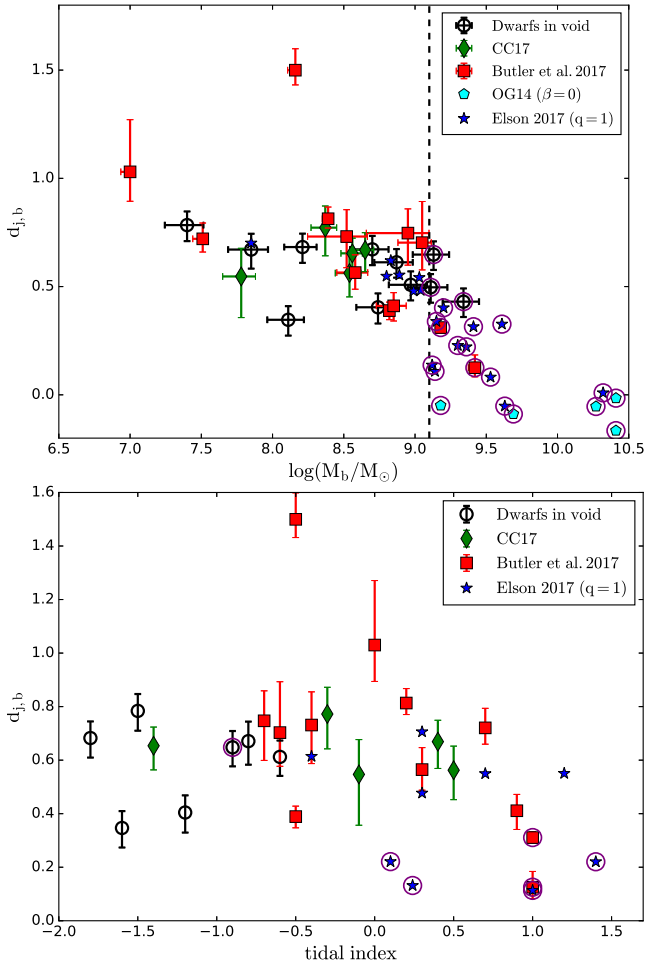 1.5
1.0
0.5
0.0
d_{j, b}
6.5 7.0 7.5 8.0 8.5 9.0 9.5 10.0 10.5
log(M_b/M_⊙)
Dwarfs in void
CC17
Butler et al. 2017
OG14 (β = 0)
Elson 2017 (q = 1)
1.6
1.4
1.2
1.0
0.8
0.6
0.4
0.2
0.0
d_{j, b}
−2.0 −1.5 −1.0 −0.5 0.0 0.5 1.0 1.5
tidal index
Dwarfs in void
CC17
Butler et al. 2017
Elson 2017 (q = 1)